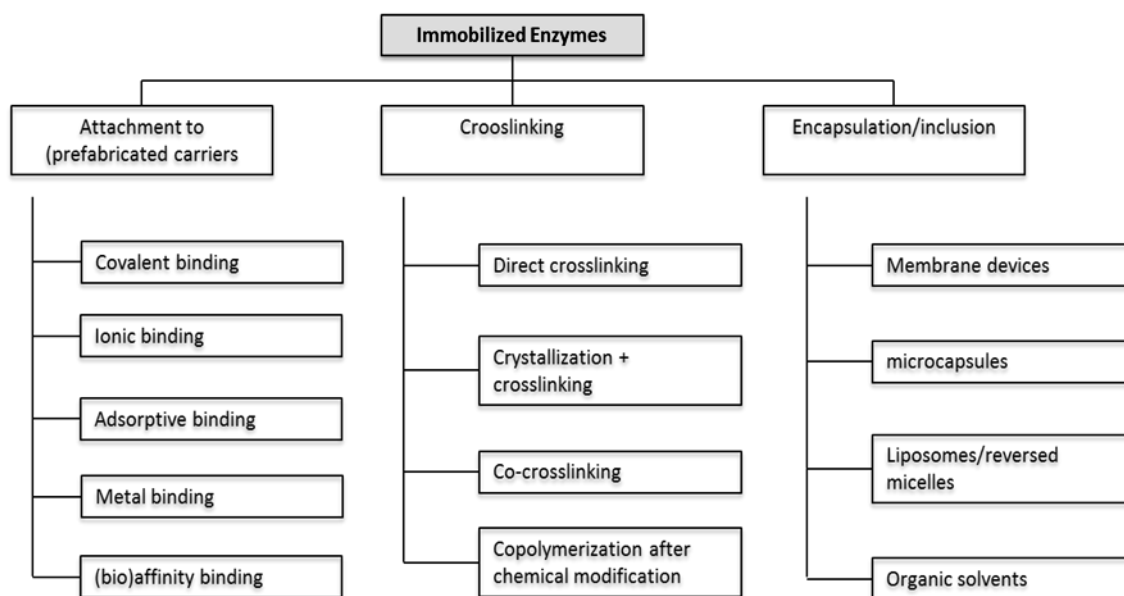 Immobilized Enzymes
Attachment to
(prefabricated carriers
Crooslinking
Encapsulation/inclusion
Covalent binding
Ionic binding
Adsorptive binding
Metal binding
(bio)affinity binding
Direct crosslinking
Crystallization +
crosslinking
Co-crosslinking
Copolymerization after
chemical modification
Membrane devices
microcapsules
Liposomes/reversed
micelles
Organic solvents